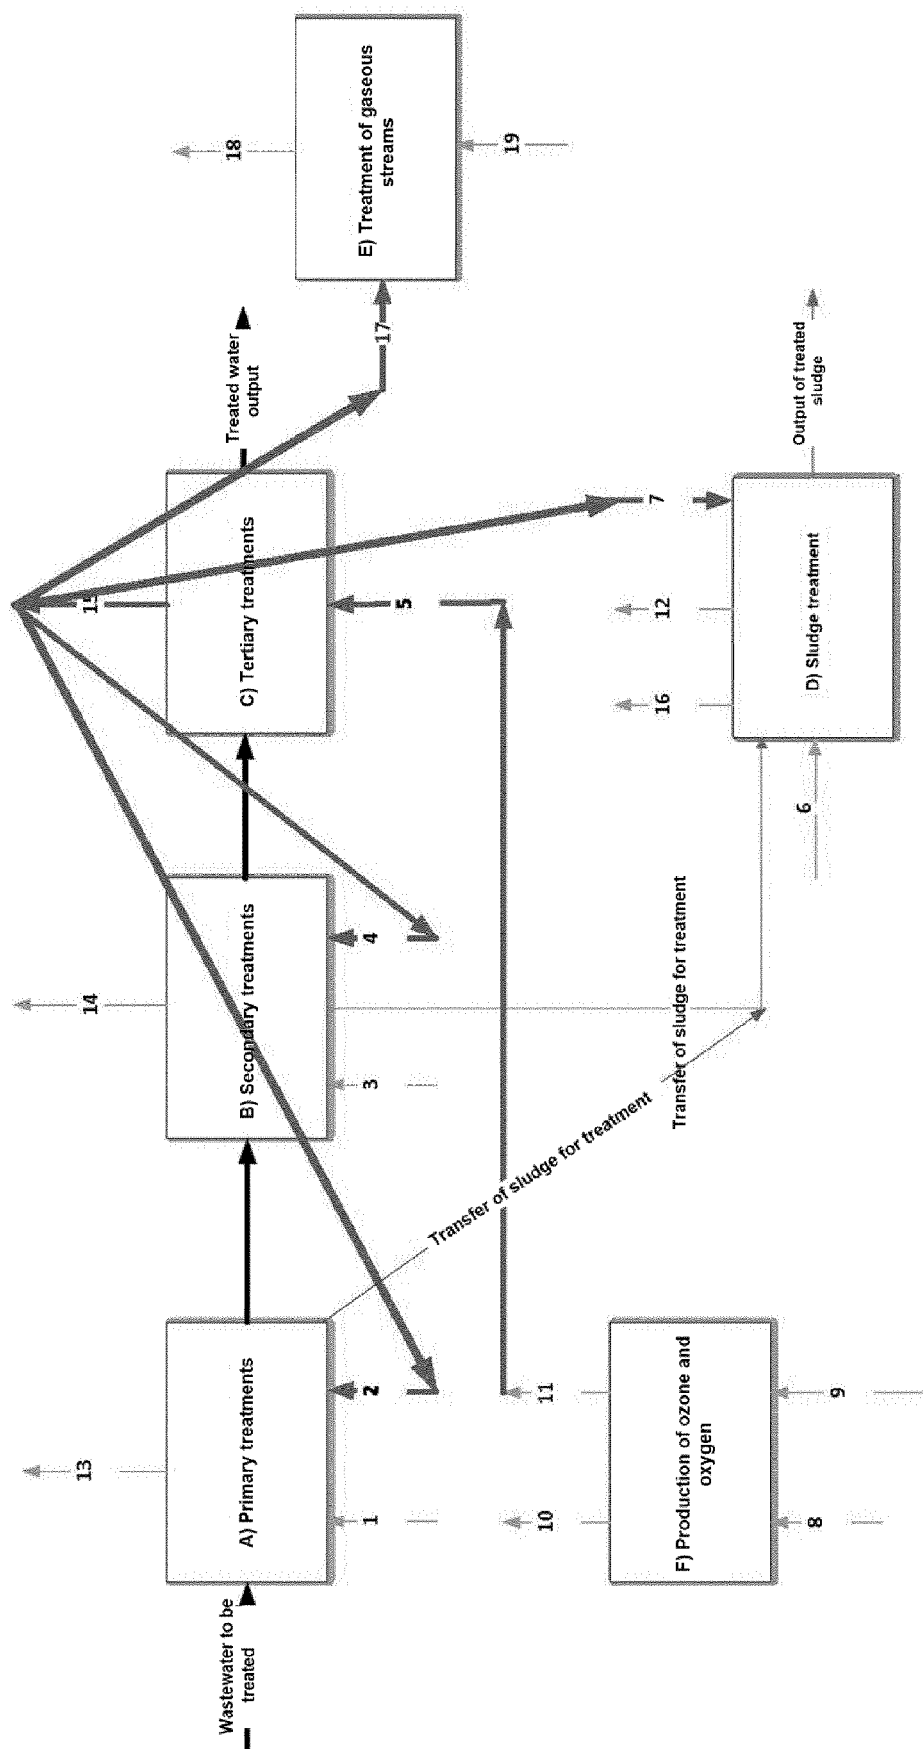 Wastewater to be
treated
A) Primary treatments
B) Secondary treatments
C) Tertiary treatments
Treated water
output
E) Treatment of gaseous
streams
F) Production of ozone and
oxygen
D) Sludge treatment
Output of treated
sludge
Transfer of sludge for treatment
Transfer of sludge for treatment
1
2
3
4
5
6
7
8
9
10
11
12
13
14
15
16
17
18
19